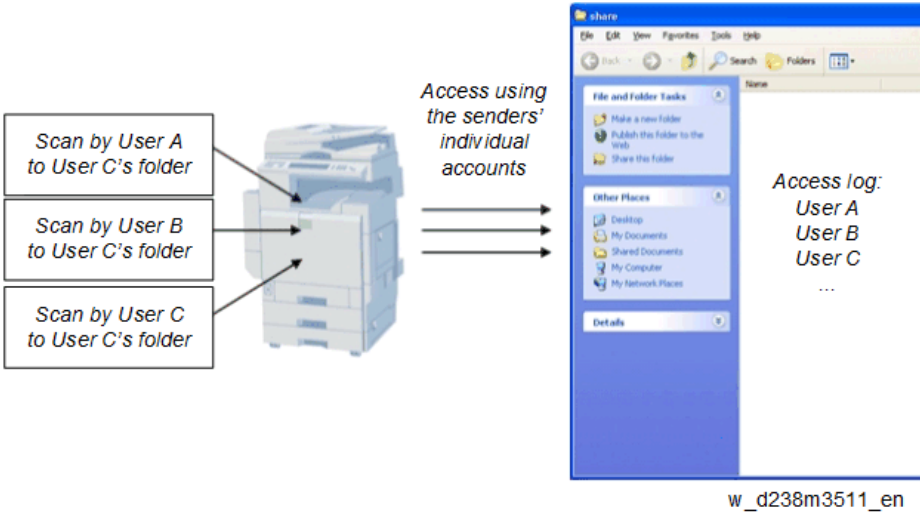 Scan by User A
to User C's folder
Scan by User B
to User C's folder
Scan by User C
to User C's folder
Access using
the senders'
individual
accounts
share
File Edit View Favorites Tools Help
Back Search Folders
Name
File and Folder Tasks
Make a new folder
Publish this folder to the
Web
Share this folder
Other Places
Desktop
My Documents
Shared Documents
My Computer
My Network Places
Details
Access log:
User A
User B
User C
...
w_d238m3511_en